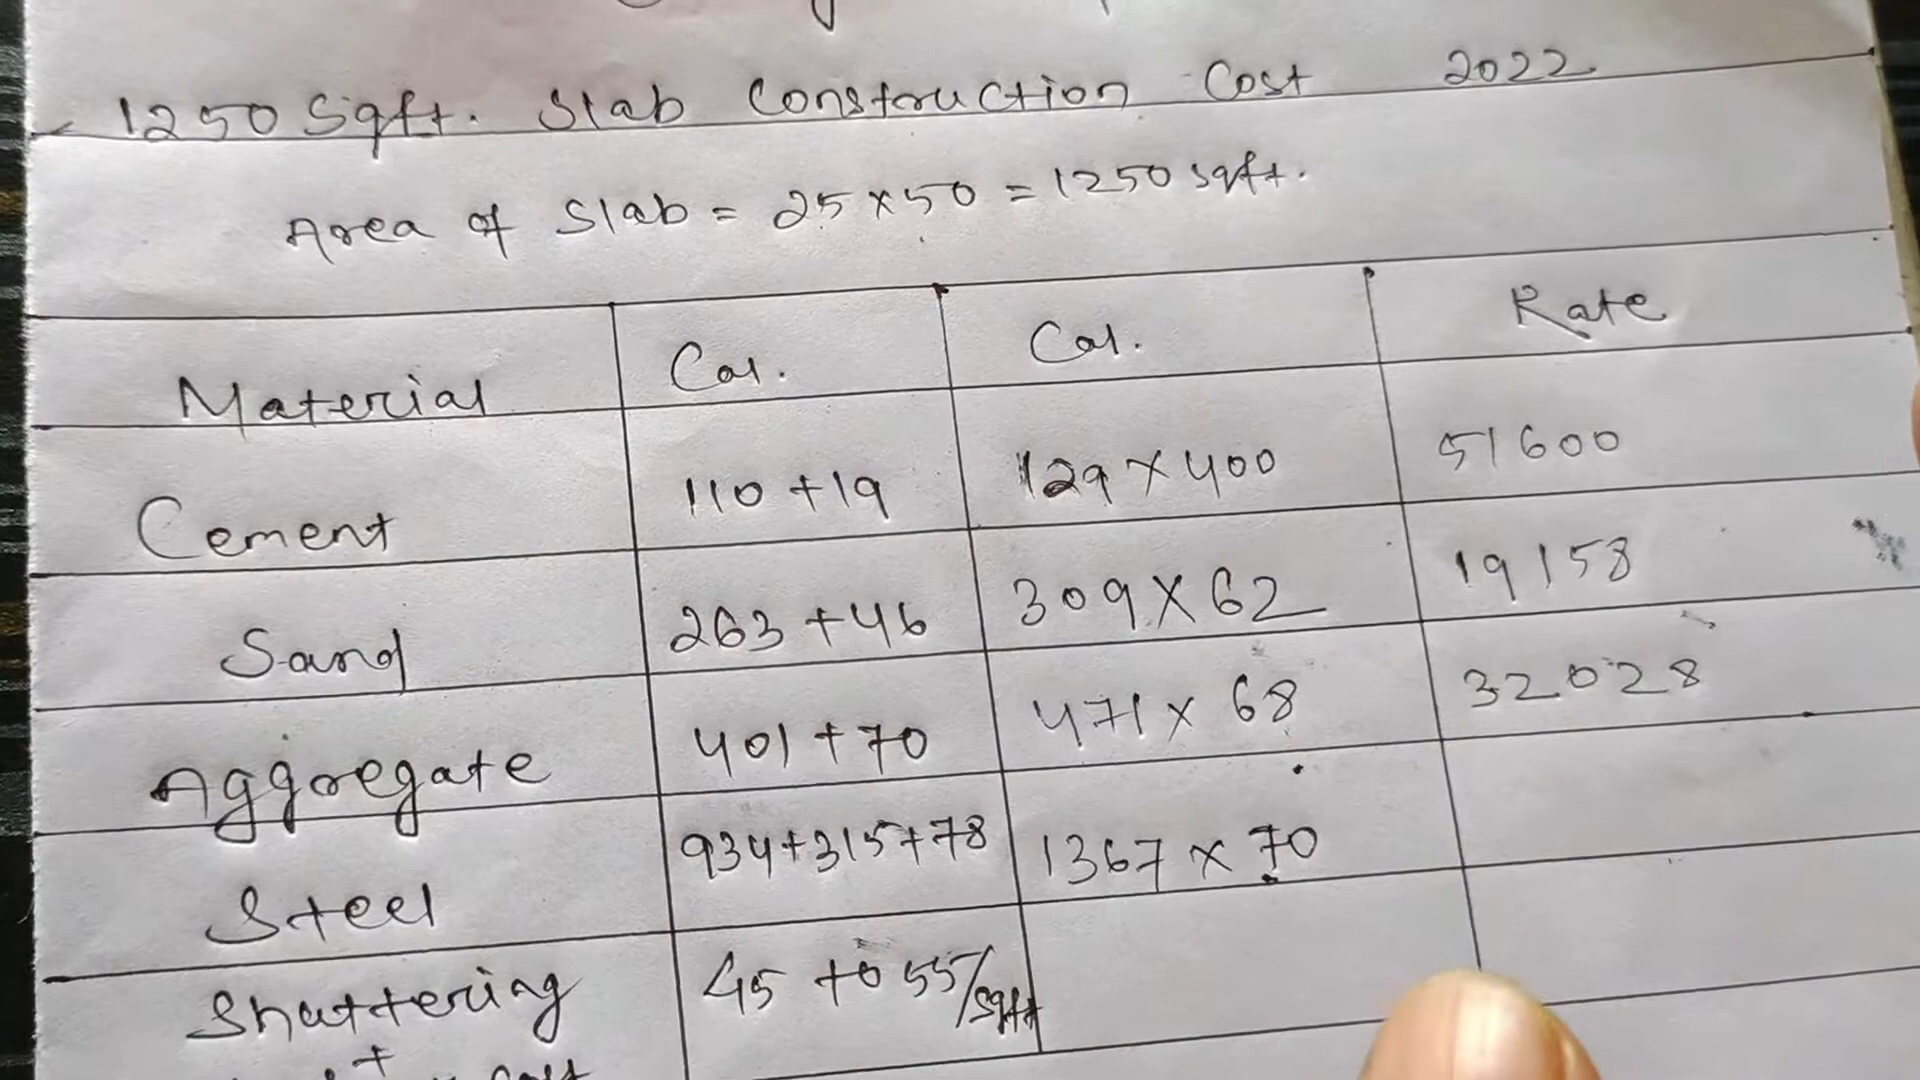 1250 Sqft. Slab Construction Cost 2022
Area of Slab = 25 x 50 = 1250 sqft.
Material Cal. Cal. Rate
Cement 110 + 19 129 X 400 51600
Sand 263 + 46 309 X 62 19158
Aggregate 401 + 70 471 x 68 32028
Steel 934+315+78 1367 x 70
Shuttering 45 to 55/sqft
+